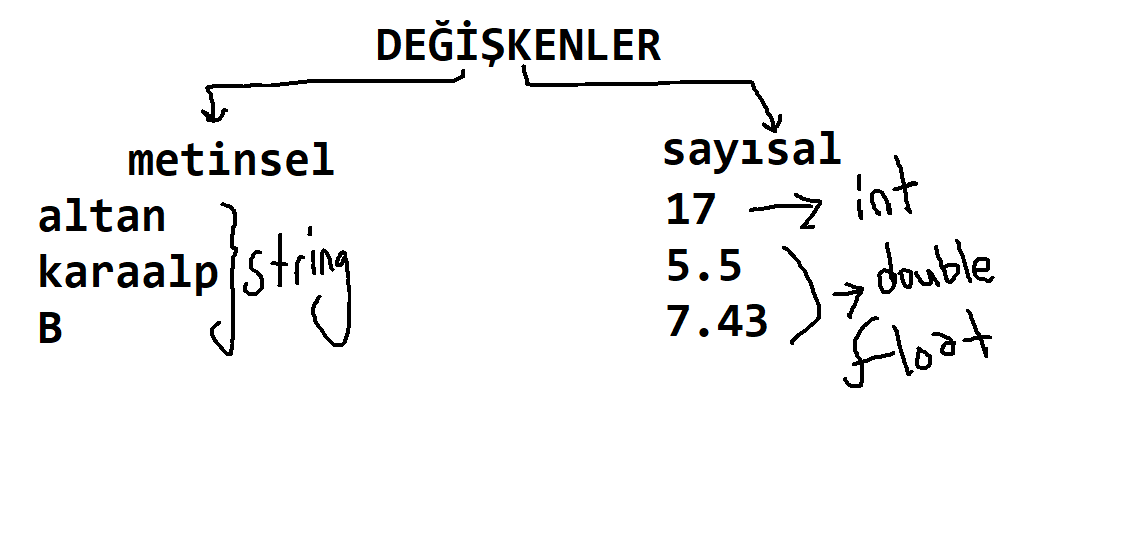 DEĞİŞKENLER
metinsel
altan
karaalp
B
string
sayısal
17 int
5.5 double
7.43 float